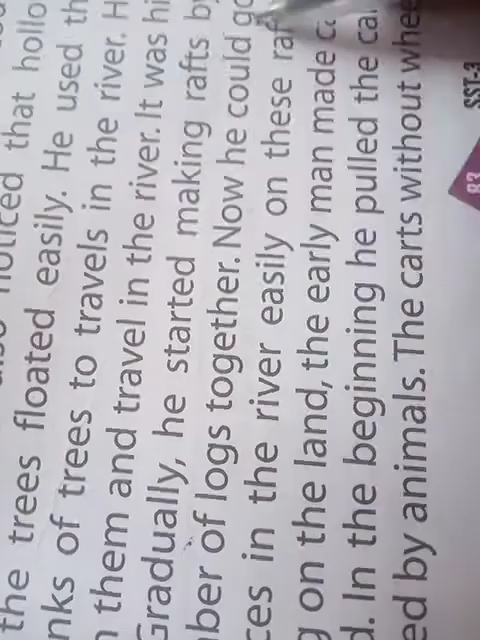 noticed that hollo
the trees floated easily. He used th
nks of trees to travels in the river. H
them and travel in the river. It was hi
Gradually, he started making rafts b
ber of logs together. Now he could go
ces in the river easily on these raf
g on the land, the early man made ca
d. In the beginning he pulled the car
ed by animals. The carts without whee
SST-3
83